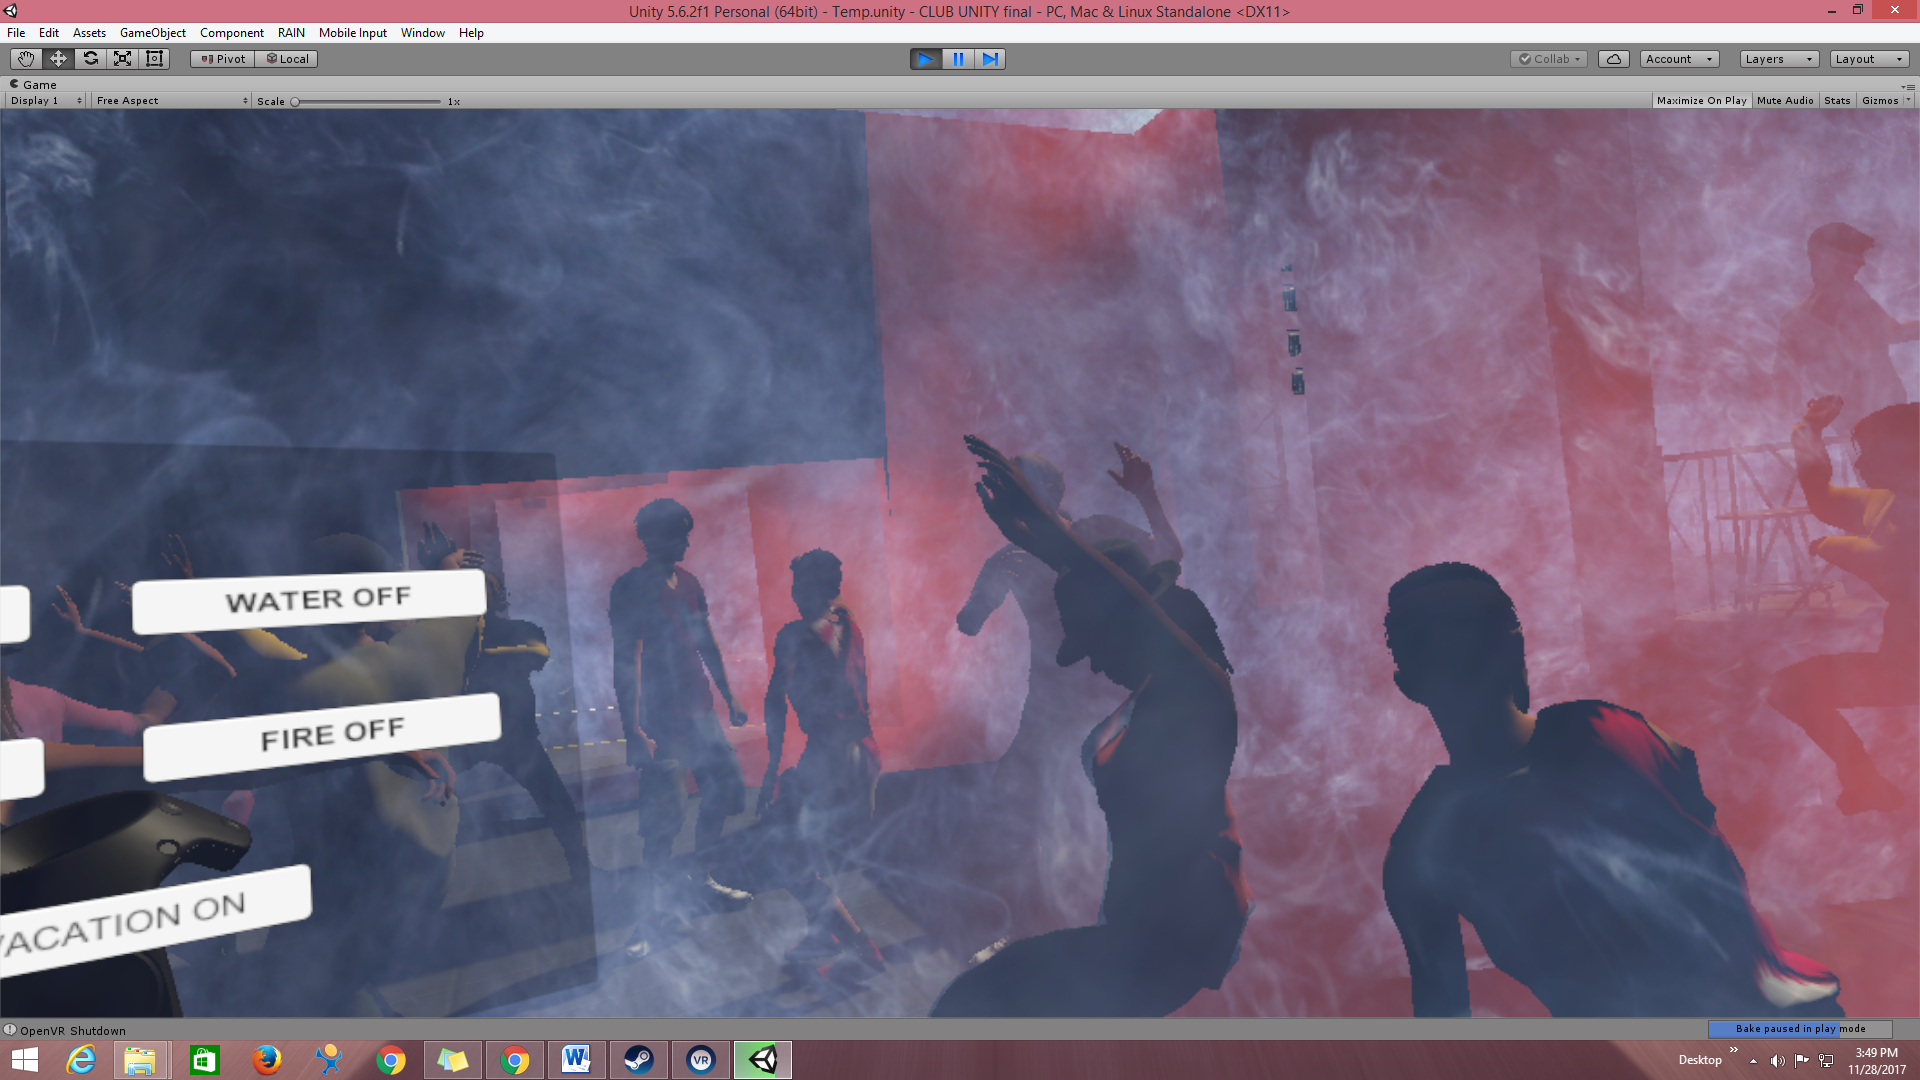 Unity 5.6.2f1 Personal (64bit) - Temp.unity - CLUB UNITY final - PC, Mac & Linux Standalone <DX11>
File Edit Assets GameObject Component RAIN Mobile Input Window Help
Pivot Local Collab Account Layers Layout
Game
Display 1 Free Aspect Scale 1x Maximize On Play Mute Audio Stats Gizmos
WATER OFF
FIRE OFF
VACATION ON
OpenVR Shutdown Bake paused in play mode
VR Desktop 3:49 PM
11/28/2017